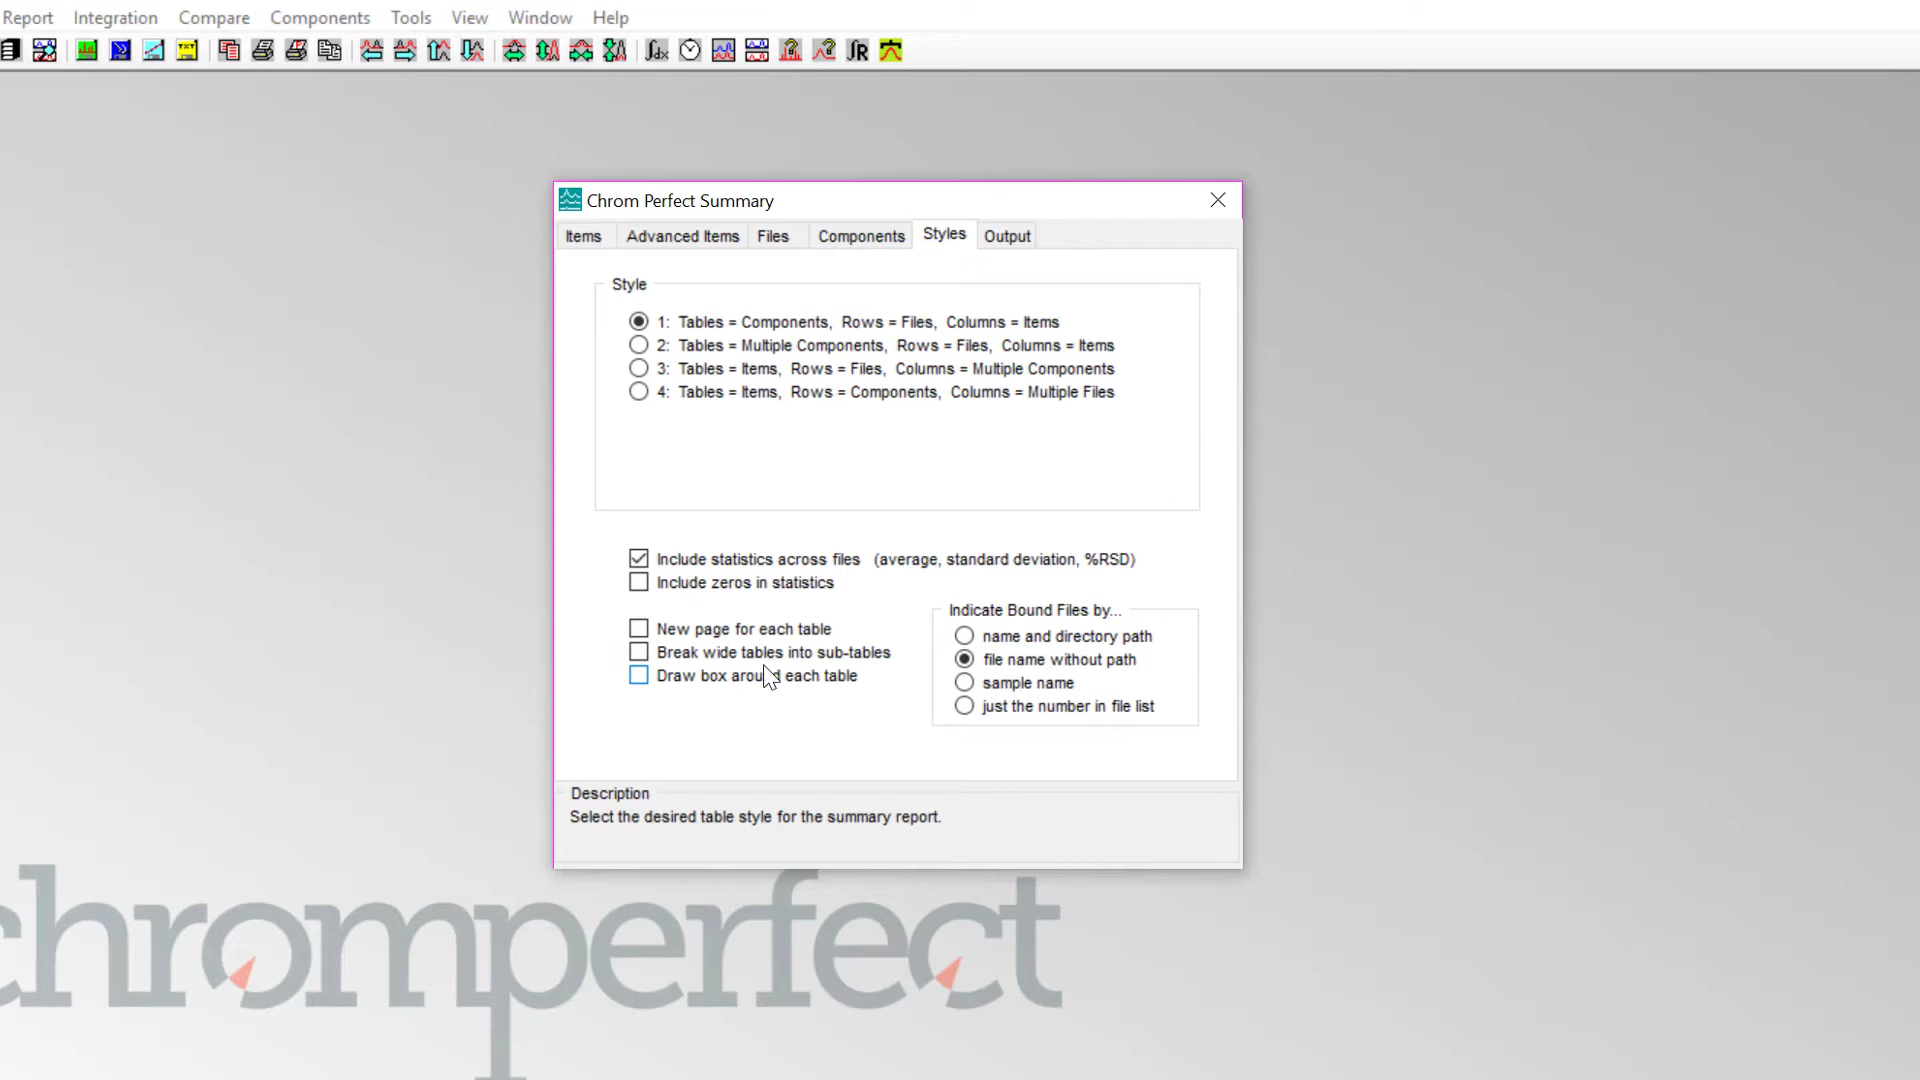 Report Integration Compare Components Tools View Window Help
TXT
Chrom Perfect Summary
Items Advanced Items Files Components Styles Output
Style
1: Tables = Components, Rows = Files, Columns = Items
2: Tables = Multiple Components, Rows = Files, Columns = Items
3: Tables = Items, Rows = Files, Columns = Multiple Components
4: Tables = Items, Rows = Components, Columns = Multiple Files
Include statistics across files (average, standard deviation, %RSD)
Include zeros in statistics
New page for each table
Break wide tables into sub-tables
Draw box around each table
Indicate Bound Files by...
name and directory path
file name without path
sample name
just the number in file list
Description
Select the desired table style for the summary report.
chromperfect